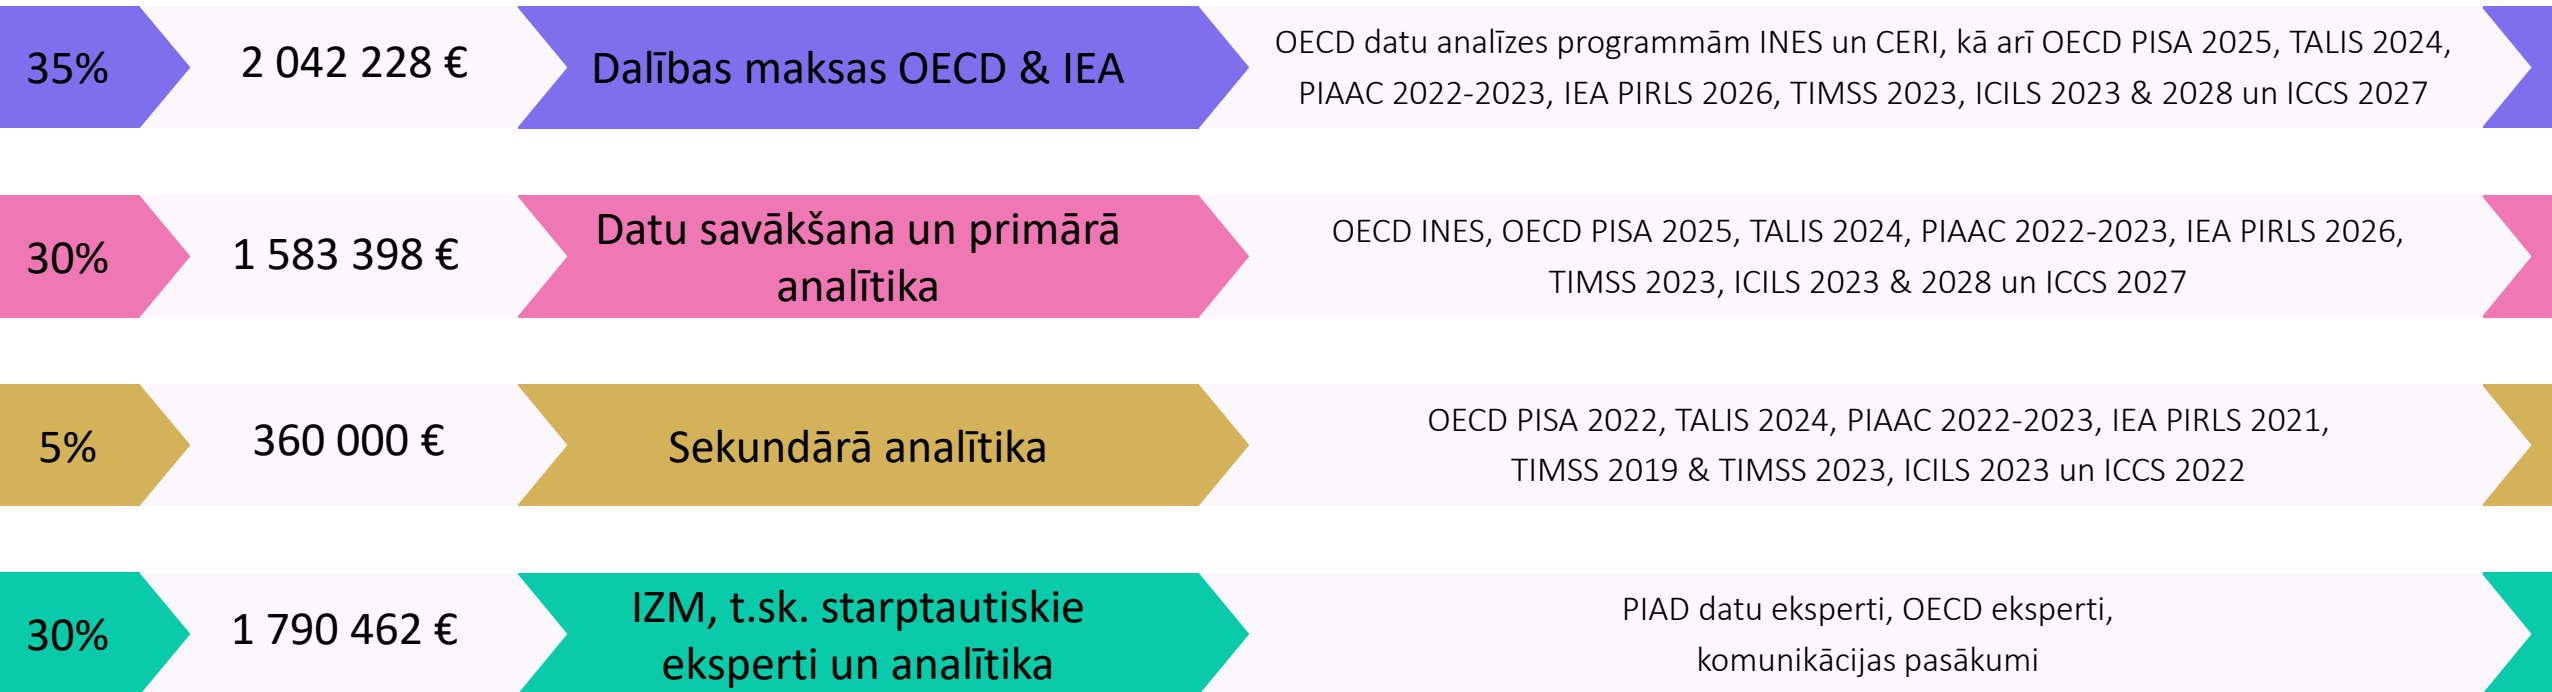 35%
2 042 228 €
Dalības maksas OECD & IEA
OECD datu analīzes programmām INES un CERI, kā arī OECD PISA 2025, TALIS 2024,
PIAAC 2022-2023, IEA PIRLS 2026, TIMSS 2023, ICILS 2023 & 2028 un ICCS 2027
30%
1 583 398 €
Datu savākšana un primārā
analītika
OECD INES, OECD PISA 2025, TALIS 2024, PIAAC 2022-2023, IEA PIRLS 2026,
TIMSS 2023, ICILS 2023 & 2028 un ICCS 2027
5%
360 000 €
Sekundārā analītika
OECD PISA 2022, TALIS 2024, PIAAC 2022-2023, IEA PIRLS 2021,
TIMSS 2019 & TIMSS 2023, ICILS 2023 un ICCS 2022
30%
1 790 462 €
IZM, t.sk. starptautiskie
eksperti un analītika
PIAD datu eksperti, OECD eksperti,
komunikācijas pasākumi